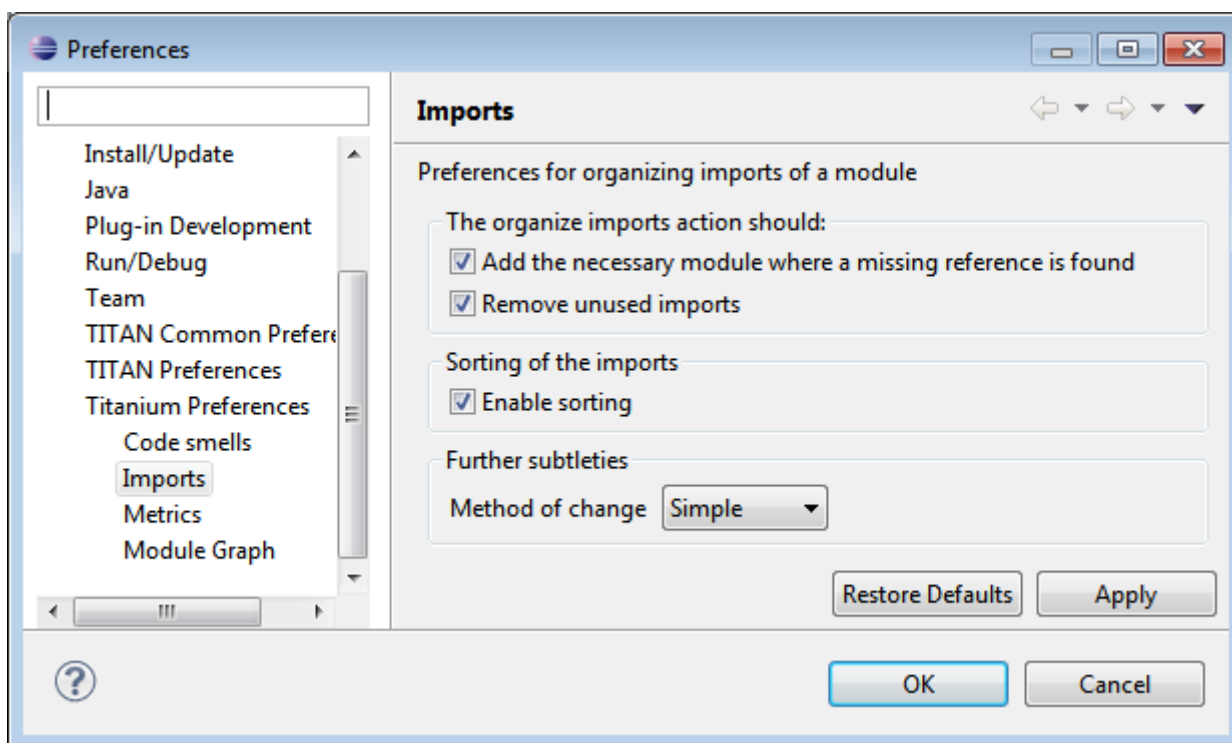 Preferences
Install/Update
Java
Plug-in Development
Run/Debug
Team
TITAN Common Prefere
TITAN Preferences
Titanium Preferences
Code smells
Imports
Metrics
Module Graph
Imports
Preferences for organizing imports of a module
The organize imports action should:
Add the necessary module where a missing reference is found
Remove unused imports
Sorting of the imports
Enable sorting
Further subtleties
Method of change Simple
Restore Defaults Apply
OK Cancel